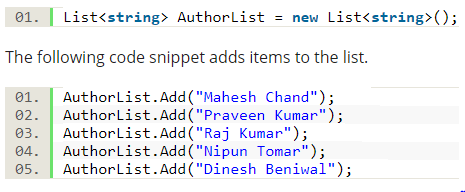 01. List<string> AuthorList = new List<string>();
The following code snippet adds items to the list.
01. AuthorList.Add("Mahesh Chand");
02. AuthorList.Add("Praveen Kumar");
03. AuthorList.Add("Raj Kumar");
04. AuthorList.Add("Nipun Tomar");
05. AuthorList.Add("Dinesh Beniwal");